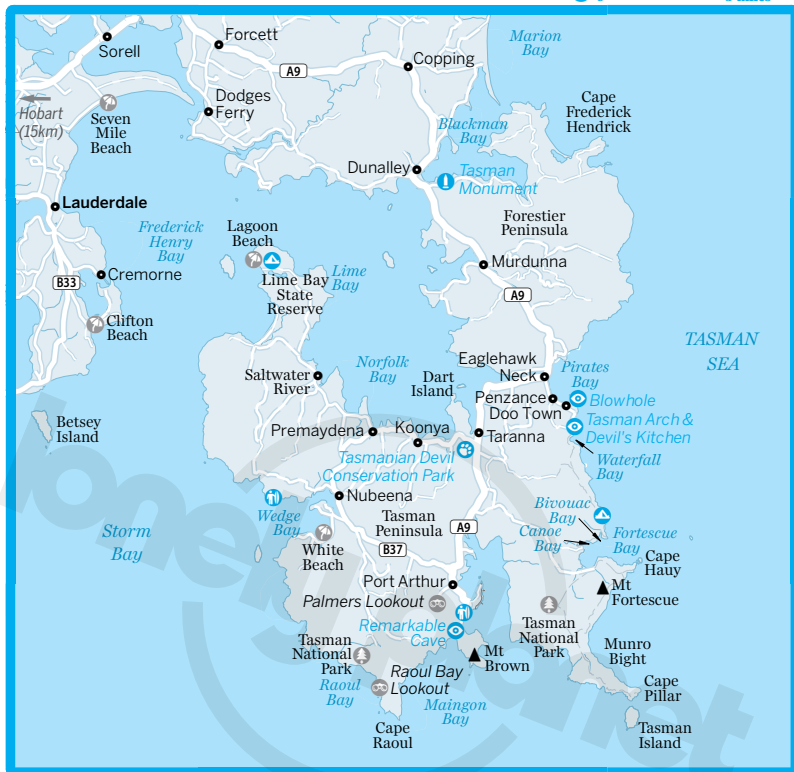 Sorell
Forcett
A9
Copping
Marion
Bay
Hobart
(15km)
Seven
Mile
Beach
Dodges
Ferry
Cape
Frederick
Hendrick
Blackman
Bay
Dunalley
Tasman
Monument
Lauderdale
Frederick
Henry
Bay
Lagoon
Beach
Forestier
Peninsula
Cremorne
B33
Lime Bay
State
Reserve
Lime
Bay
Murdunna
A9
Clifton
Beach
TASMAN
SEA
Saltwater
River
Norfolk
Bay
Dart
Island
Eaglehawk
Neck
Pirates
Bay
Penzance
Doo Town
Blowhole
Tasman Arch &
Devil's Kitchen
Waterfall
Bay
Betsey
Island
Premaydena
Koonya
Taranna
Tasmanian Devil
Conservation Park
Nubeena
Wedge
Bay
Tasman
Peninsula
A9
Bivouac
Bay
Canoe
Bay
Fortescue
Bay
Storm
Bay
White
Beach
B37
Cape
Hauy
Port Arthur
Mt
Fortescue
Palmers Lookout
Remarkable
Cave
Tasman
National
Park
Tasman
National
Park
Mt
Brown
Munro
Bight
Raoul
Bay
Raoul Bay
Lookout
Maingon
Bay
Cape
Pillar
Cape
Raoul
Tasman
Island
lonely planet